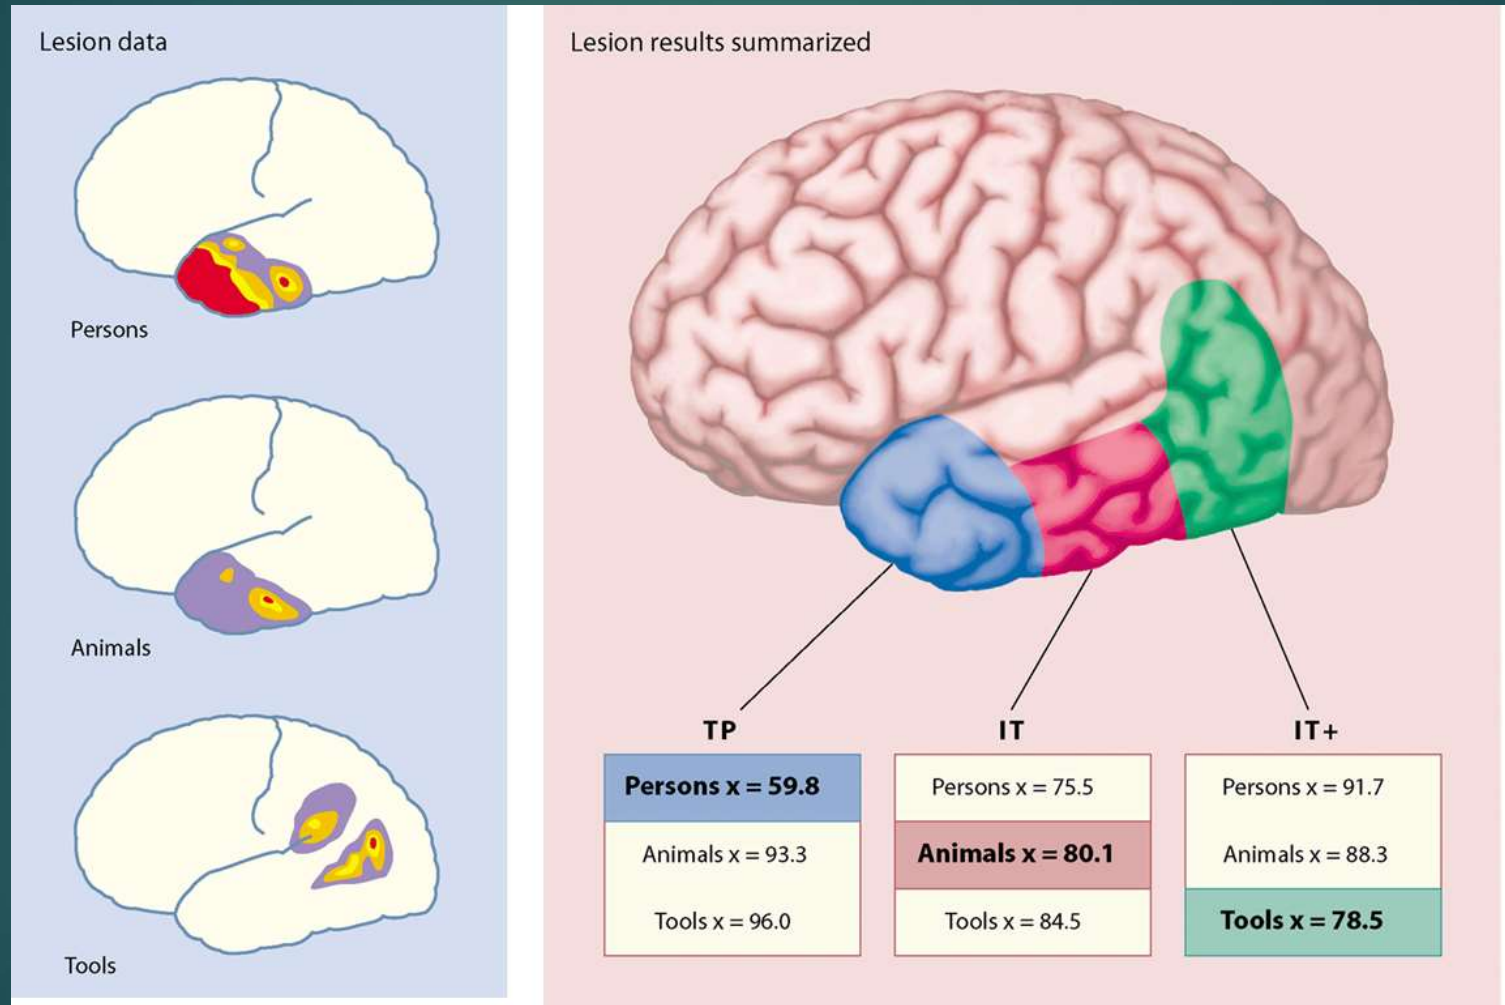 Lesion data
Persons
Animals
Tools
Lesion results summarized
TP
Persons x = 59.8
Animals x = 93.3
Tools x = 96.0
IT
Persons x = 75.5
Animals x = 80.1
Tools x = 84.5
IT+
Persons x = 91.7
Animals x = 88.3
Tools x = 78.5